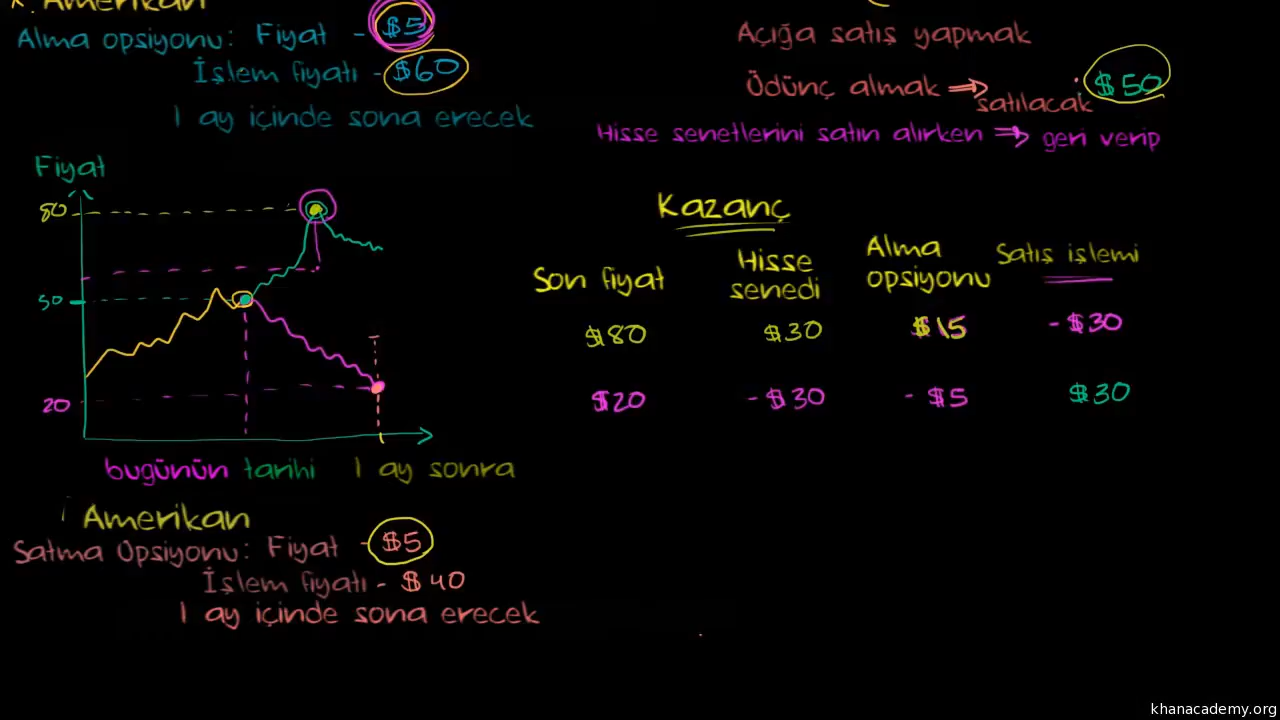 Amerikan
Alma opsiyonu: Fiyat - $5
İşlem fiyatı - $60
1 ay içinde sona erecek
Açığa satış yapmak
Üdünç almak ⇒ satılacak $50
Hisse senetlerini satın alırken ⇒ geri verip
Fiyat
80
50
20
bugünün tarihi 1 ay sonra
Kazanç
Son fiyat Hisse senedi Alma opsiyonu Satış işlemi
$80 $30 $15 -$30
$20 -$30 -$5 $30
Amerikan
Satma Opsiyonu: Fiyat - $5
İşlem fiyatı - $40
1 ay içinde sona erecek
khanacademy.org